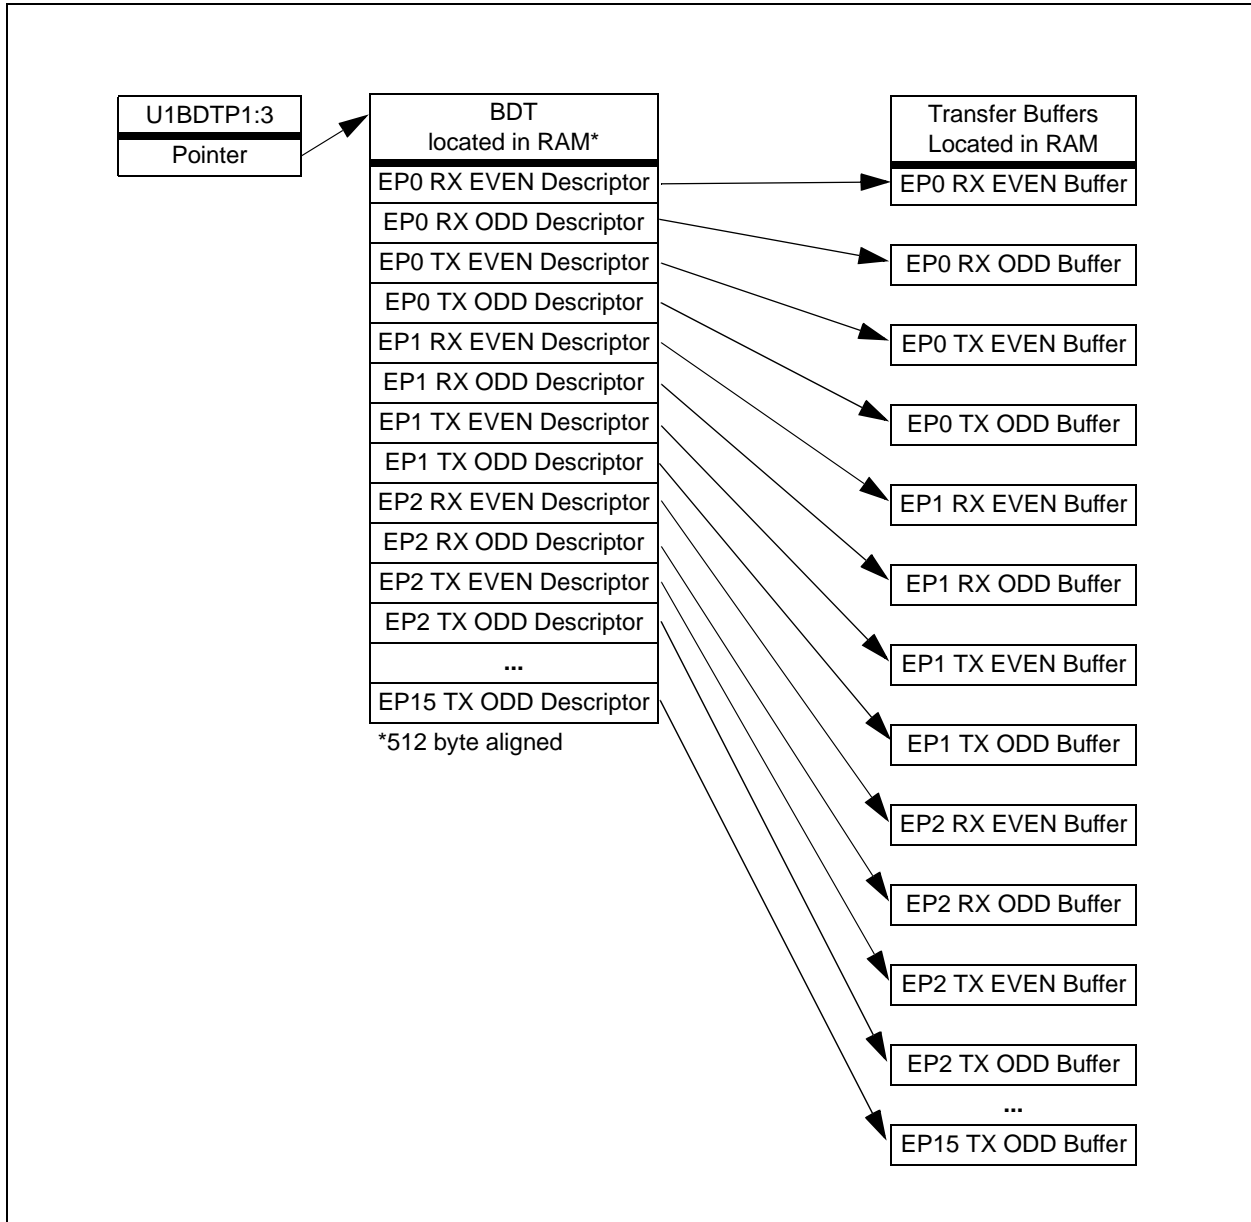 U1BDTP1:3
Pointer
BDT
located in RAM*
EP0 RX EVEN Descriptor
EP0 RX ODD Descriptor
EP0 TX EVEN Descriptor
EP0 TX ODD Descriptor
EP1 RX EVEN Descriptor
EP1 RX ODD Descriptor
EP1 TX EVEN Descriptor
EP1 TX ODD Descriptor
EP2 RX EVEN Descriptor
EP2 RX ODD Descriptor
EP2 TX EVEN Descriptor
EP2 TX ODD Descriptor
...
EP15 TX ODD Descriptor
*512 byte aligned
Transfer Buffers
Located in RAM
EP0 RX EVEN Buffer
EP0 RX ODD Buffer
EP0 TX EVEN Buffer
EP0 TX ODD Buffer
EP1 RX EVEN Buffer
EP1 RX ODD Buffer
EP1 TX EVEN Buffer
EP1 TX ODD Buffer
EP2 RX EVEN Buffer
EP2 RX ODD Buffer
EP2 TX EVEN Buffer
EP2 TX ODD Buffer
...
EP15 TX ODD Buffer